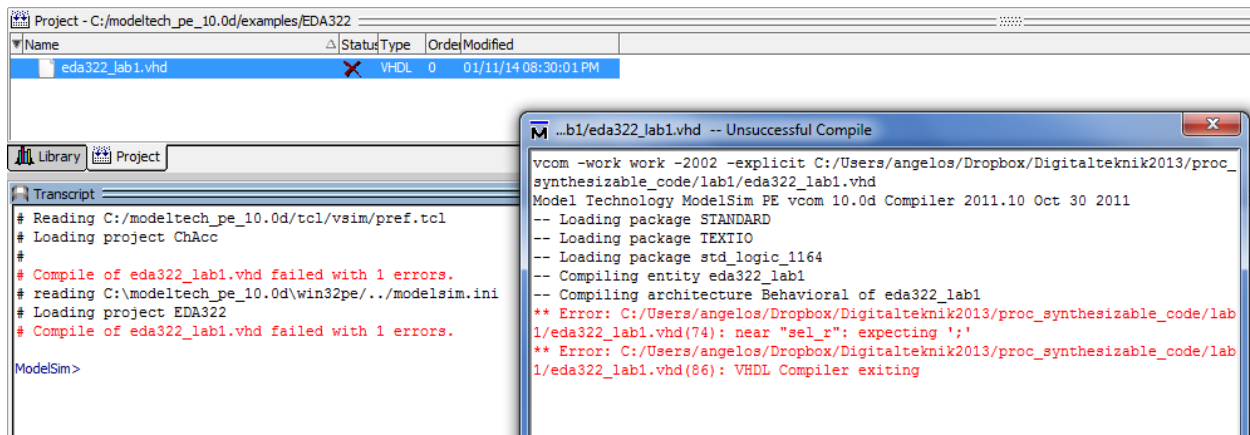 Project - C:/modeltech_pe_10.0d/examples/EDA322
Name Status Type Order Modified
eda322_lab1.vhd VHDL 0 01/11/14 08:30:01 PM
Library Project
Transcript
# Reading C:/modeltech_pe_10.0d/tcl/vsim/pref.tcl
# Loading project ChAcc
#
# Compile of eda322_lab1.vhd failed with 1 errors.
# reading C:\modeltech_pe_10.0d\win32pe/../modelsim.ini
# Loading project EDA322
# Compile of eda322_lab1.vhd failed with 1 errors.
ModelSim>
...b1/eda322_lab1.vhd -- Unsuccessful Compile
vcom -work work -2002 -explicit C:/Users/angelos/Dropbox/Digitalteknik2013/proc_
synthesizable_code/lab1/eda322_lab1.vhd
Model Technology ModelSim PE vcom 10.0d Compiler 2011.10 Oct 30 2011
-- Loading package STANDARD
-- Loading package TEXTIO
-- Loading package std_logic_1164
-- Compiling entity eda322_lab1
-- Compiling architecture Behavioral of eda322_lab1
** Error: C:/Users/angelos/Dropbox/Digitalteknik2013/proc_synthesizable_code/lab
1/eda322_lab1.vhd(74): near "sel_r": expecting ';'
** Error: C:/Users/angelos/Dropbox/Digitalteknik2013/proc_synthesizable_code/lab
1/eda322_lab1.vhd(86): VHDL Compiler exiting